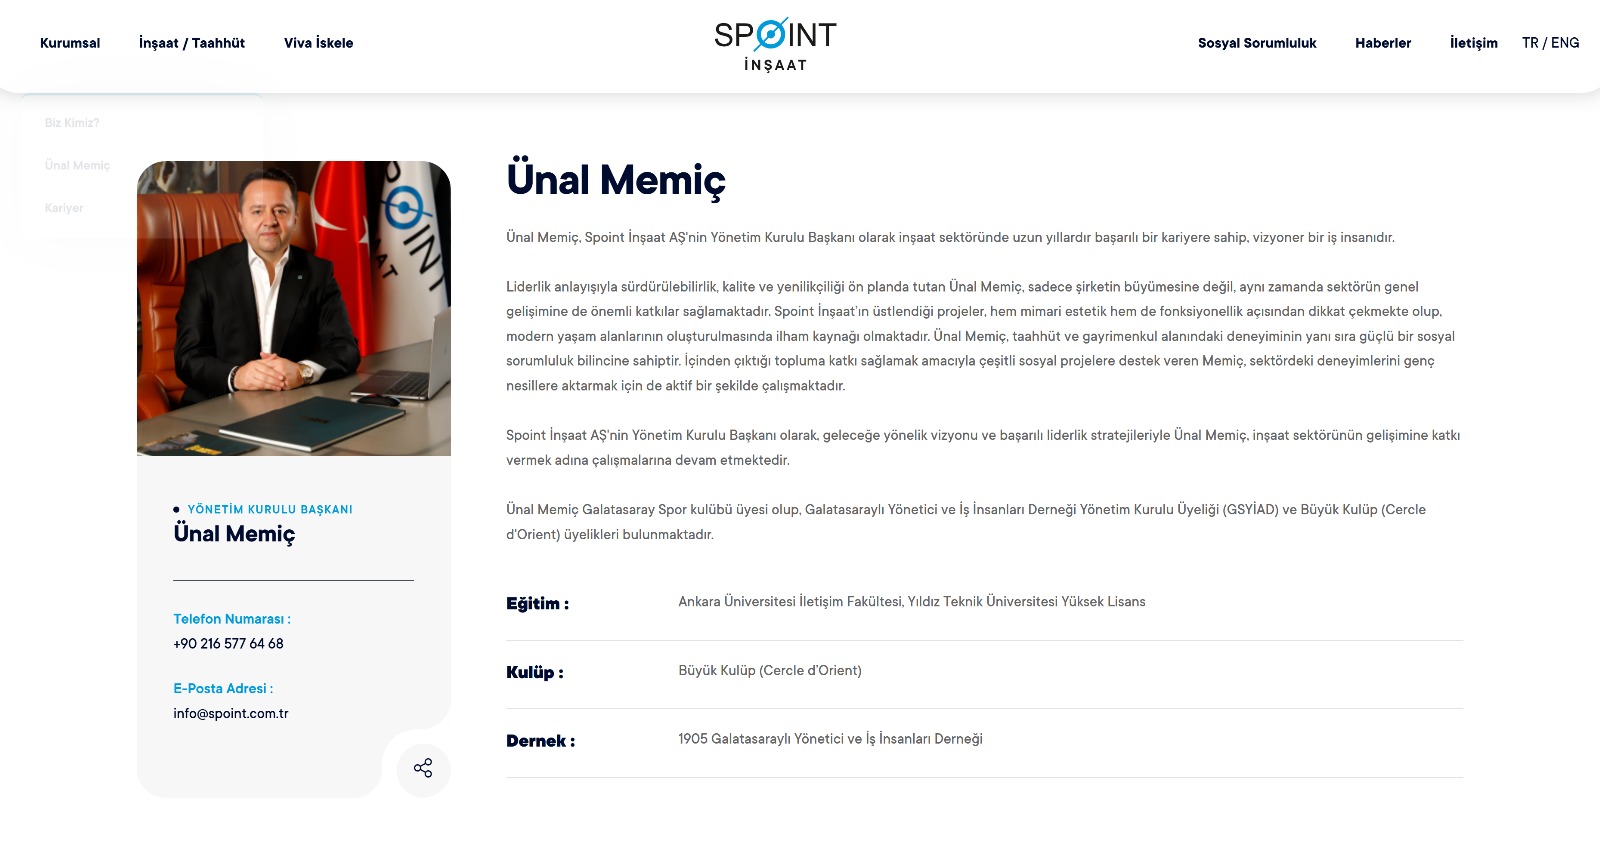 Kurumsal
İnşaat / Taahhüt
Viva İskele
SPOINT
İNŞAAT
Sosyal Sorumluluk
Haberler
İletişim
TR / ENG
Biz Kimiz?
Ünal Memiç
Kariyer
YÖNETİM KURULU BAŞKANI
Ünal Memiç
Telefon Numarası :
+90 216 577 64 68
E-Posta Adresi :
info@spoint.com.tr
Ünal Memiç
Ünal Memiç, Spoint İnşaat AŞ'nin Yönetim Kurulu Başkanı olarak inşaat sektöründe uzun yıllardır başarılı bir kariyere sahip, vizyoner bir iş insanıdır.
Liderlik anlayışıyla sürdürülebilirlik, kalite ve yenilikçiliği ön planda tutan Ünal Memiç, sadece şirketin büyümesine değil, aynı zamanda sektörün genel
gelişimine de önemli katkılar sağlamaktadır. Spoint İnşaat'ın üstlendiği projeler, hem mimari estetik hem de fonksiyonellik açısından dikkat çekmekte olup,
modern yaşam alanlarının oluşturulmasında ilham kaynağı olmaktadır. Ünal Memiç, taahhüt ve gayrimenkul alanındaki deneyiminin yanı sıra güçlü bir sosyal
sorumluluk bilincine sahiptir. İçinden çıktığı topluma katkı sağlamak amacıyla çeşitli sosyal projelere destek veren Memiç, sektördeki deneyimlerini genç
nesillere aktarmak için de aktif bir şekilde çalışmaktadır.
Spoint İnşaat AŞ'nin Yönetim Kurulu Başkanı olarak, geleceğe yönelik vizyonu ve başarılı liderlik stratejileriyle Ünal Memiç, inşaat sektörünün gelişimine katkı
vermek adına çalışmalarına devam etmektedir.
Ünal Memiç Galatasaray Spor kulübü üyesi olup, Galatasaraylı Yönetici ve İş İnsanları Derneği Yönetim Kurulu Üyeliği (GSYİAD) ve Büyük Kulüp (Cercle
d'Orient) üyelikleri bulunmaktadır.
Eğitim :
Ankara Üniversitesi İletişim Fakültesi, Yıldız Teknik Üniversitesi Yüksek Lisans
Kulüp :
Büyük Kulüp (Cercle d'Orient)
Dernek :
1905 Galatasaraylı Yönetici ve İş İnsanları Derneği